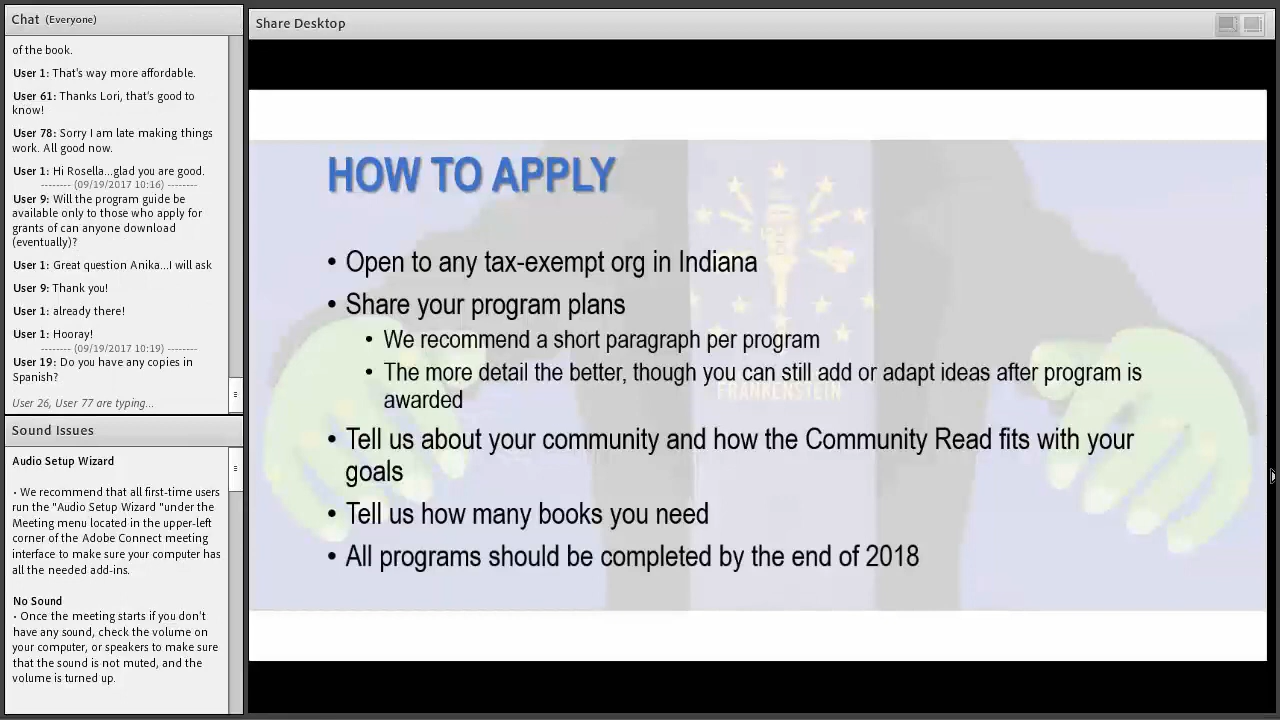 Chat (Everyone)
of the book.
User 1: That's way more affordable.
User 61: Thanks Lori, that's good to
know!
User 78: Sorry I am late making things
work. All good now.
User 1: Hi Rosella...glad you are good.
-------- (09/19/2017 10:16) --------
User 9: Will the program guide be
available only to those who apply for
grants of can anyone download
(eventually)?
User 1: Great question Anika...I will ask
User 9: Thank you!
User 1: already there!
User 1: Hooray!
-------- (09/19/2017 10:19) --------
User 19: Do you have any copies in
Spanish?
User 26, User 77 are typing...
Sound Issues
Audio Setup Wizard
• We recommend that all first-time users
run the "Audio Setup Wizard "under the
Meeting menu located in the upper-left
corner of the Adobe Connect meeting
interface to make sure your computer has
all the needed add-ins.
No Sound
• Once the meeting starts if you don't
have any sound, check the volume on
your computer, or speakers to make sure
that the sound is not muted, and the
volume is turned up.
Share Desktop
HOW TO APPLY
• Open to any tax-exempt org in Indiana
• Share your program plans
• We recommend a short paragraph per program
• The more detail the better, though you can still add or adapt ideas after program is
awarded
FRANKENSTEIN
• Tell us about your community and how the Community Read fits with your
goals
• Tell us how many books you need
• All programs should be completed by the end of 2018